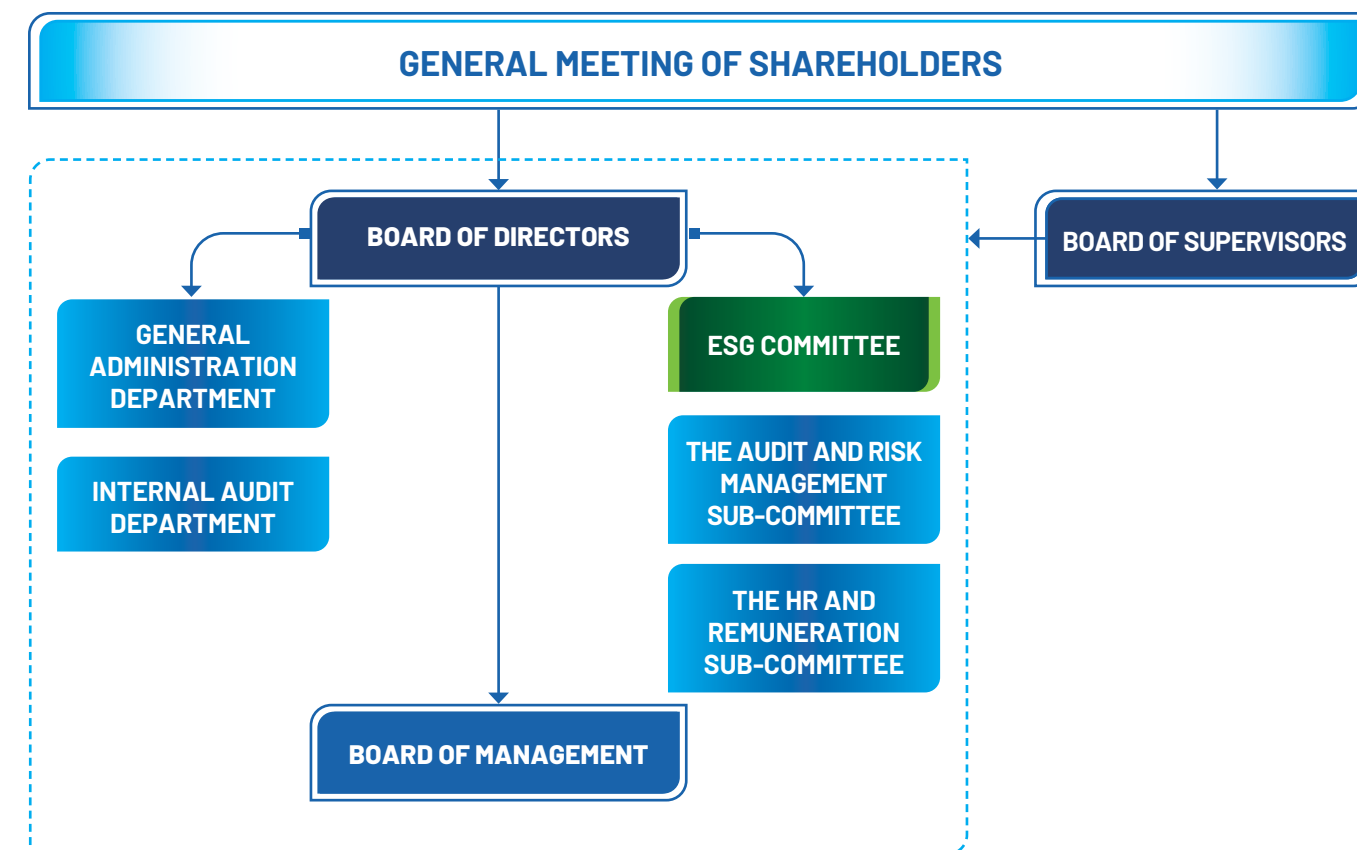 GENERAL MEETING OF SHAREHOLDERS
BOARD OF DIRECTORS
BOARD OF SUPERVISORS
GENERAL
ADMINISTRATION
DEPARTMENT
INTERNAL AUDIT
DEPARTMENT
ESG COMMITTEE
THE AUDIT AND RISK
MANAGEMENT
SUB-COMMITTEE
THE HR AND
REMUNERATION
SUB-COMMITTEE
BOARD OF MANAGEMENT